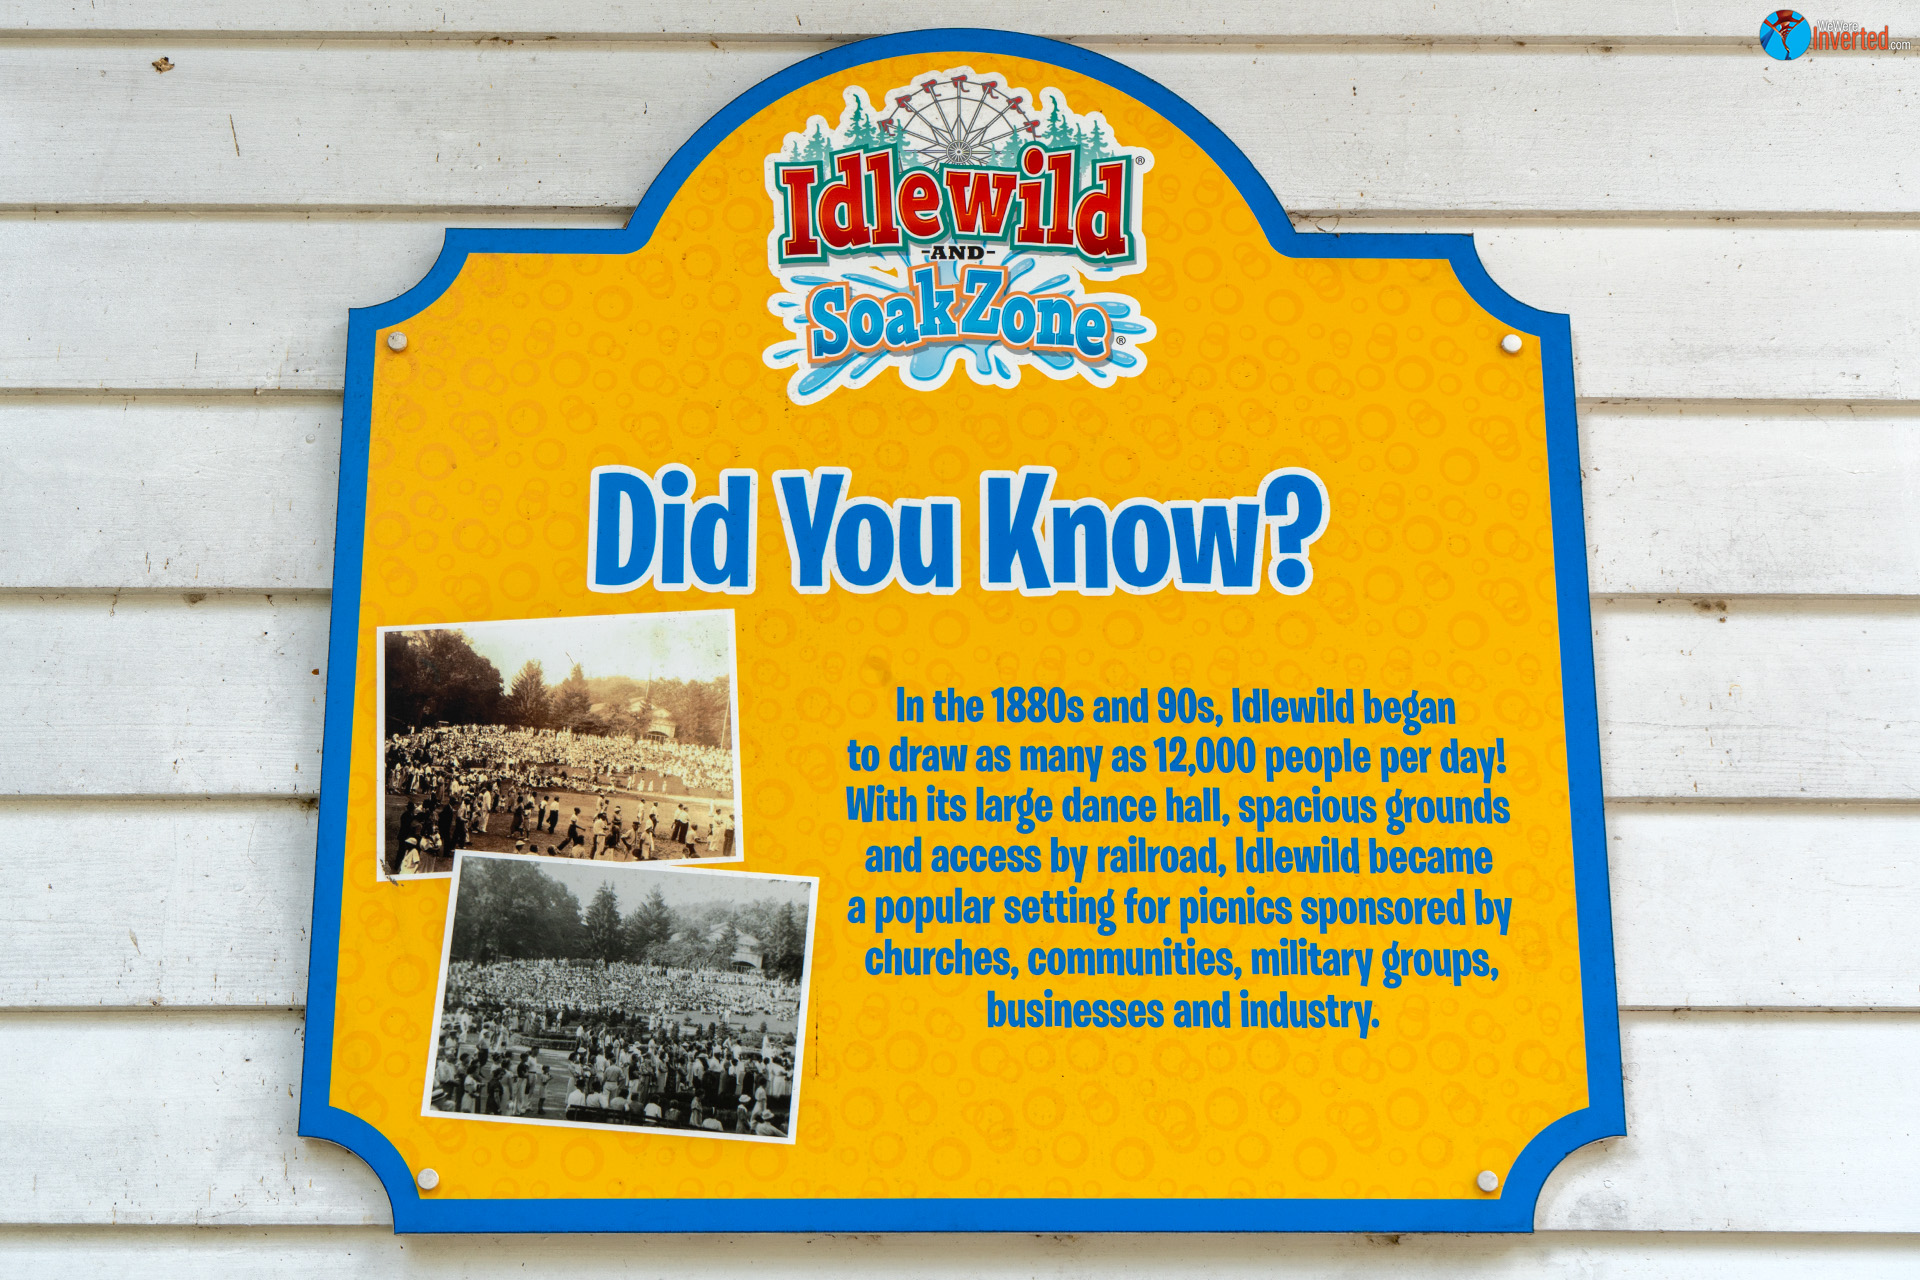 WeWere
Inverted.com
Idlewild®
-AND-
SoakZone®
Did You Know?
In the 1880s and 90s, Idlewild began
to draw as many as 12,000 people per day!
With its large dance hall, spacious grounds
and access by railroad, Idlewild became
a popular setting for picnics sponsored by
churches, communities, military groups,
businesses and industry.